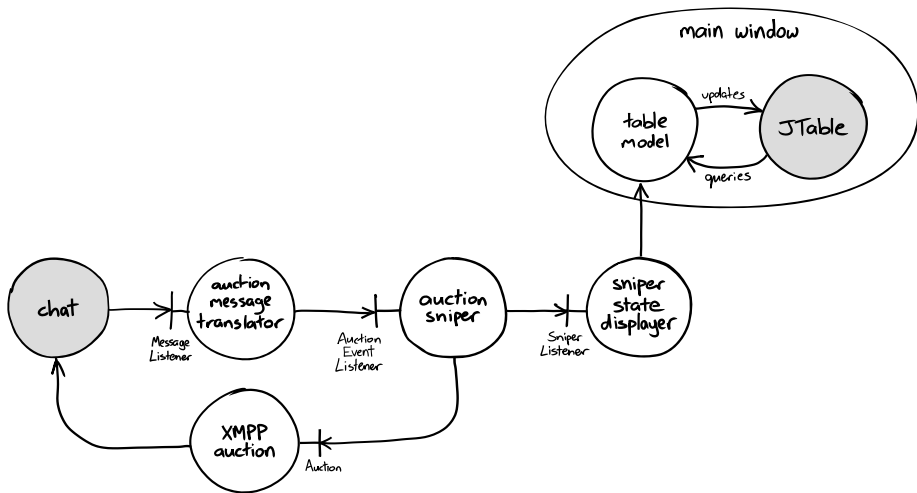 main window
table
model
updates
JTable
queries
chat
Message
Listener
auction
message
translator
Auction
Event
Listener
auction
sniper
Sniper
Listener
sniper
state
displayer
XMPP
auction
Auction